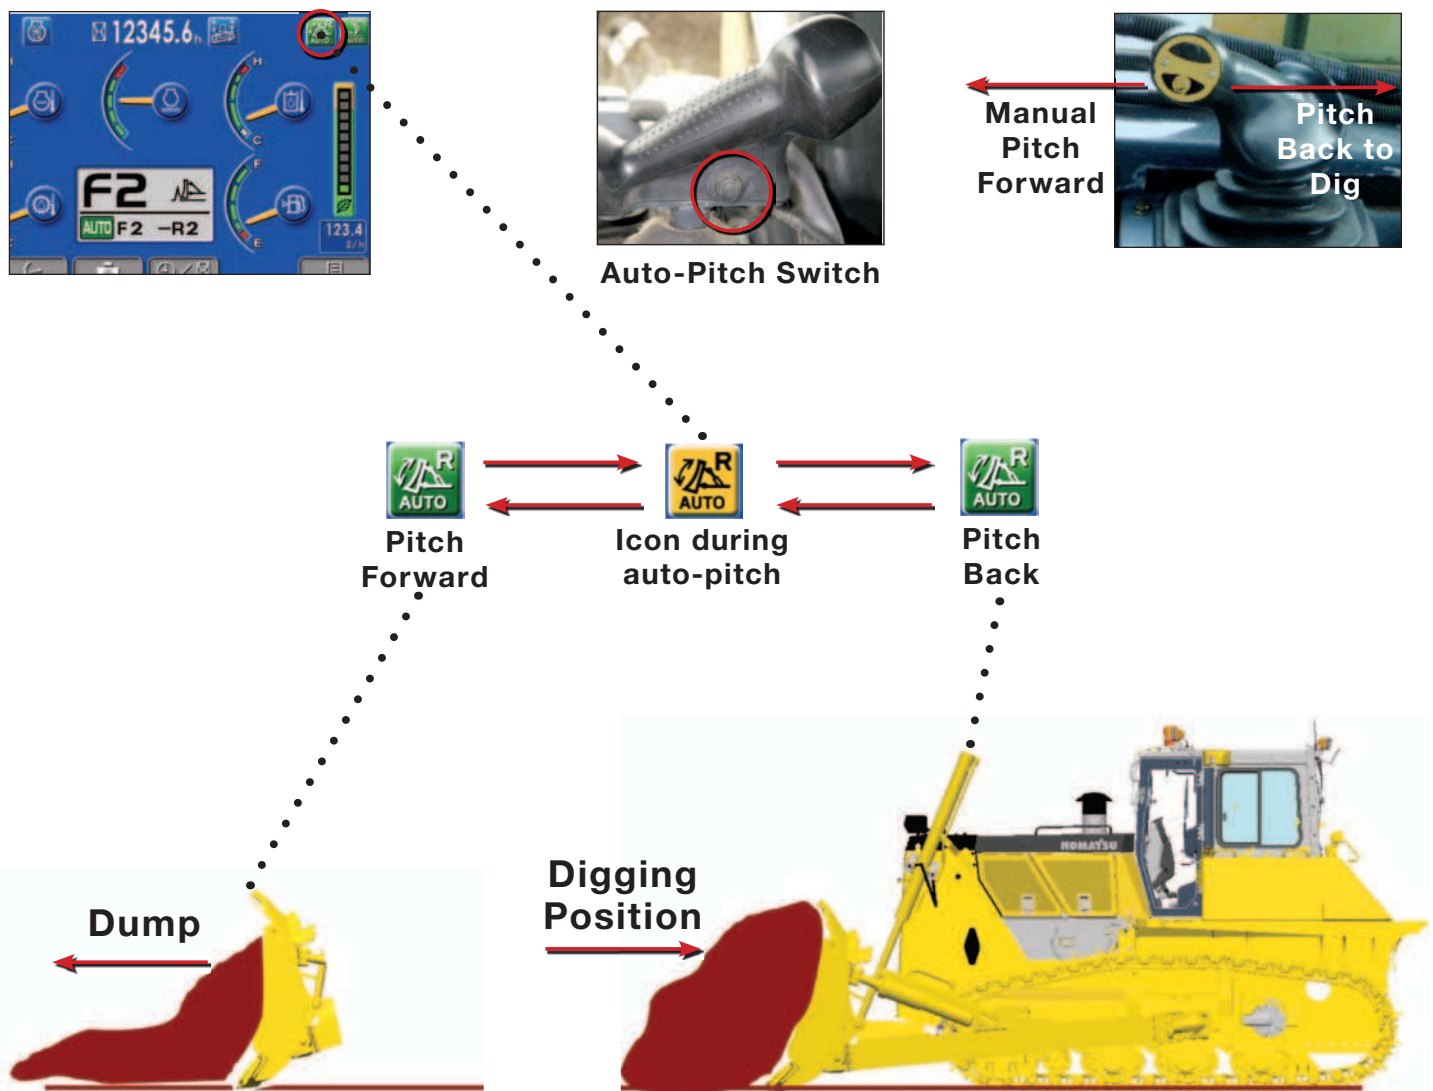 12345.6 h
AUTO
H
C
F
E
F2
AUTO F2 -R2
123.4
Auto-Pitch Switch
Manual
Pitch
Forward
Pitch
Back to
Dig
R
AUTO
Pitch
Forward
R
AUTO
Icon during
auto-pitch
R
AUTO
Pitch
Back
KOMATSU
Digging
Position
Dump